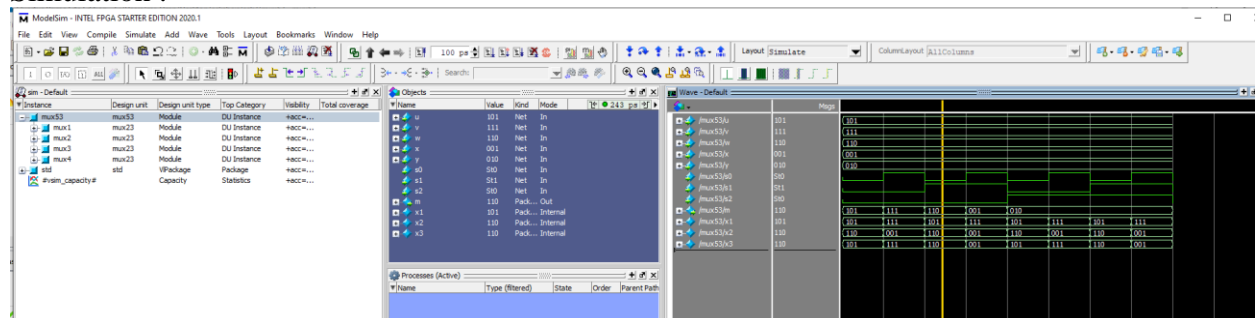 Simulation :
ModelSim - INTEL FPGA STARTER EDITION 2020.1
File Edit View Compile Simulate Add Wave Tools Layout Bookmarks Window Help
100 ps
Layout Simulate
ColumnLayout AllColumns
Search:
sim - Default
Instance Design unit Design unit type Top Category Visibility Total coverage
mux53 mux53 Module DU Instance +acc=...
mux1 mux23 Module DU Instance +acc=...
mux2 mux23 Module DU Instance +acc=...
mux3 mux23 Module DU Instance +acc=...
mux4 mux23 Module DU Instance +acc=...
std std VlPackage Package +acc=...
#vsim_capacity# Capacity Statistics +acc=...
Objects
Name Value Kind Mode 243 ps
u 101 Net In
v 111 Net In
w 110 Net In
x 001 Net In
y 010 Net In
s0 St0 Net In
s1 St1 Net In
s2 St0 Net In
m 110 Pack... Out
x1 101 Pack... Internal
x2 110 Pack... Internal
x3 110 Pack... Internal
Processes (Active)
Name Type (filtered) State Order Parent Path
Wave - Default
Msgs
/mux53/u 101 101
/mux53/v 111 111
/mux53/w 110 110
/mux53/x 001 001
/mux53/y 010 010
/mux53/s0 St0
/mux53/s1 St1
/mux53/s2 St0
/mux53/m 110 101 111 110 001 010
/mux53/x1 101 101 111 101 111 101 111 101 111
/mux53/x2 110 110 001 110 001 110 001 110 001
/mux53/x3 110 101 111 110 001 101 111 110 001